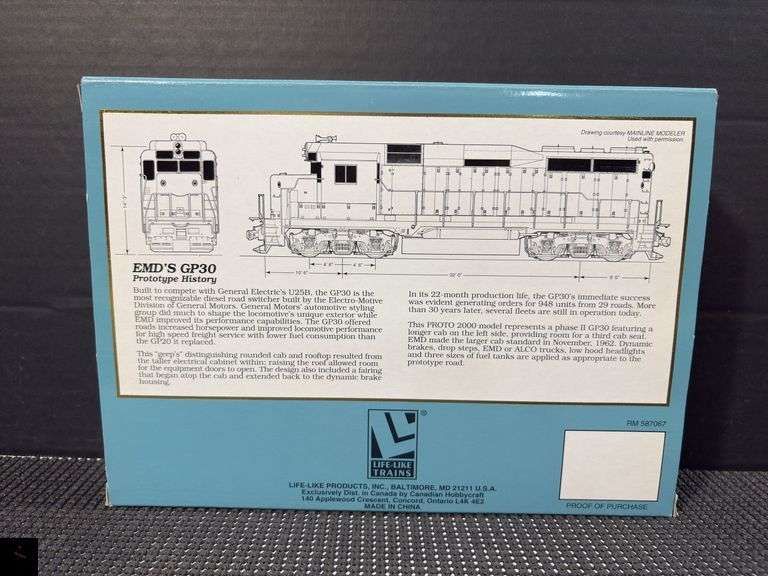 Drawing courtesy MAINLINE MODELER
Used with permission.
EMD'S GP30
Prototype History
Built to compete with General Electric's U25B, the GP30 is the
most recognizable diesel road switcher built by the Electro-Motive
Division of General Motors. General Motors' automotive styling
group did much to shape the locomotive's unique exterior while
EMD improved its performance capabilities. The GP30 offered
roads increased horsepower and improved locomotive performance
for high speed freight service with lower fuel consumption than
the GP20 it replaced.
This "geep's" distinguishing rounded cab and rooftop resulted from
the taller electrical cabinet within: raising the roof allowed room
for the equipment doors to open. The design also included a fairing
that began atop the cab and extended back to the dynamic brake
housing.
In its 22-month production life, the GP30's immediate success
was evident generating orders for 948 units from 29 roads. More
than 30 years later, several fleets are still in operation today.
This PROTO 2000 model represents a phase II GP30 featuring a
longer cab on the left side, providing room for a third cab seat.
EMD made the larger cab standard in November, 1962. Dynamic
brakes, drop steps, EMD or ALCO trucks, low hood headlights
and three sizes of fuel tanks are applied as appropriate to the
prototype road.
LIFE-LIKE
TRAINS
®
LIFE-LIKE PRODUCTS, INC., BALTIMORE, MD 21211 U.S.A.
Exclusively Dist. in Canada by Canadian Hobbycraft
140 Applewood Crescent, Concord, Ontario L4K 4E2
MADE IN CHINA
RM 587067
PROOF OF PURCHASE